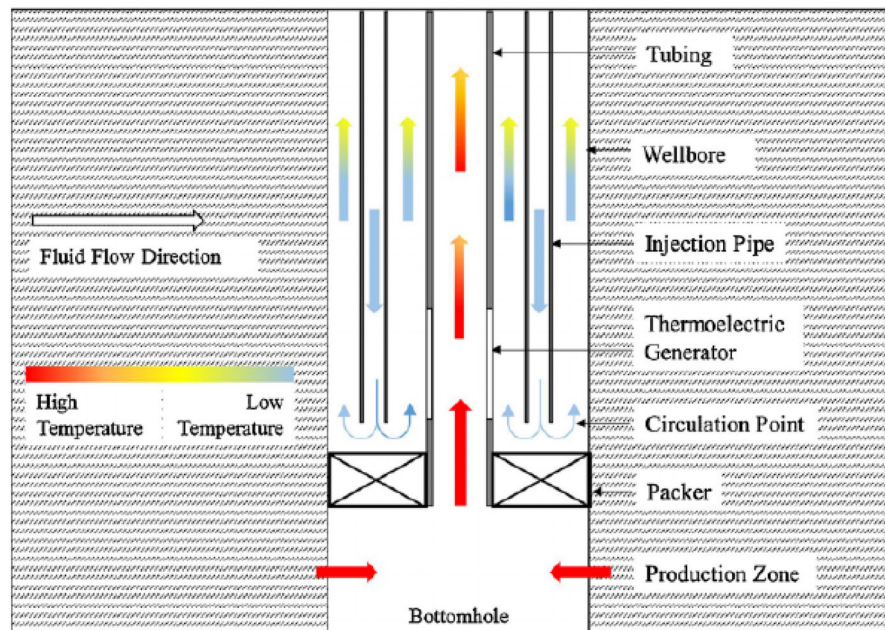 Tubing
Wellbore
Fluid Flow Direction
Injection Pipe
Thermoelectric
Generator
High
Temperature
Low
Temperature
Circulation Point
Packer
Production Zone
Bottomhole